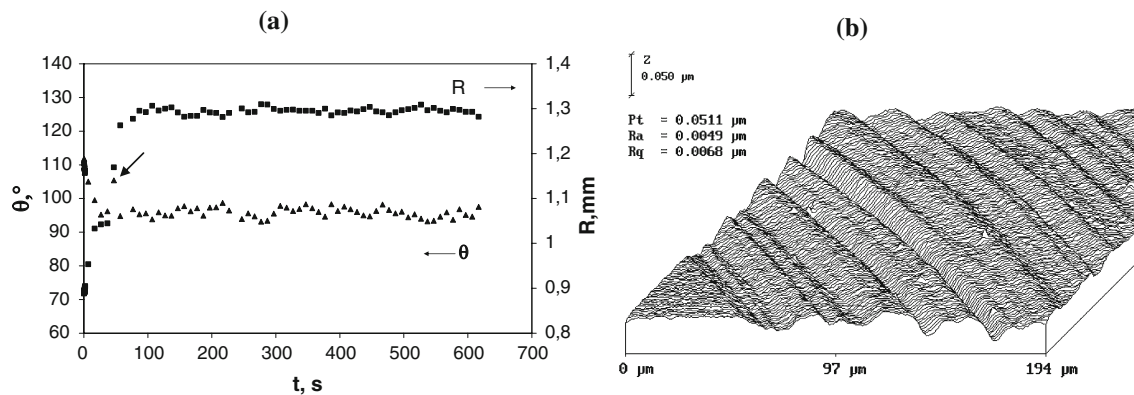 (a)
140
130
120
110
100
90
80
70
60
θ,°
0
100
200
300
400
500
600
700
t, s
1,4
1,3
1,2
1,1
1
0,9
0,8
R,mm
R
θ
(b)
Z
0.050 µm
Pt = 0.0511 µm
Ra = 0.0049 µm
Rq = 0.0068 µm
0 µm
97 µm
194 µm